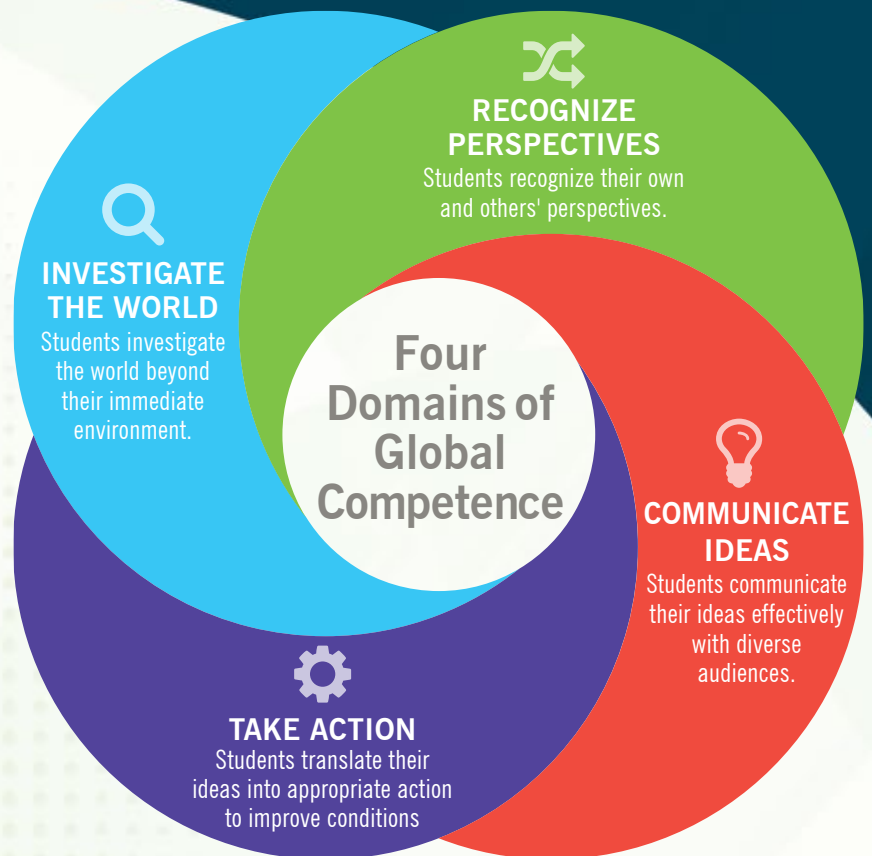 Four
Domains of
Global
Competence
INVESTIGATE
THE WORLD
Students investigate
the world beyond
their immediate
environment.
RECOGNIZE
PERSPECTIVES
Students recognize their own
and others' perspectives.
COMMUNICATE
IDEAS
Students communicate
their ideas effectively
with diverse
audiences.
TAKE ACTION
Students translate their
ideas into appropriate action
to improve conditions